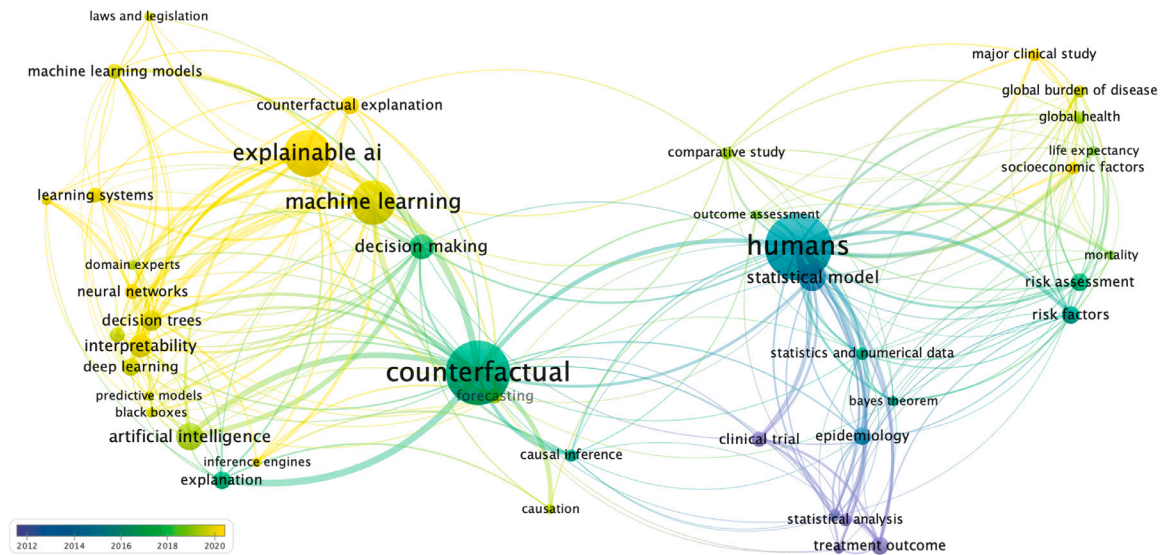 laws and legislation
major clinical study
machine learning models
global burden of disease
counterfactual explanation
global health
explainable ai
comparative study
life expectancy
socioeconomic factors
learning systems
machine learning
outcome assessment
decision making
humans
mortality
domain experts
statistical model
risk assessment
neural networks
decision trees
risk factors
interpretability
statistics and numerical data
deep learning
counterfactual
predictive models
forecasting
bayes theorem
black boxes
artificial intelligence
clinical trial
epidemiology
inference engines
causal inference
explanation
causation
statistical analysis
treatment outcome
2012 2014 2016 2018 2020